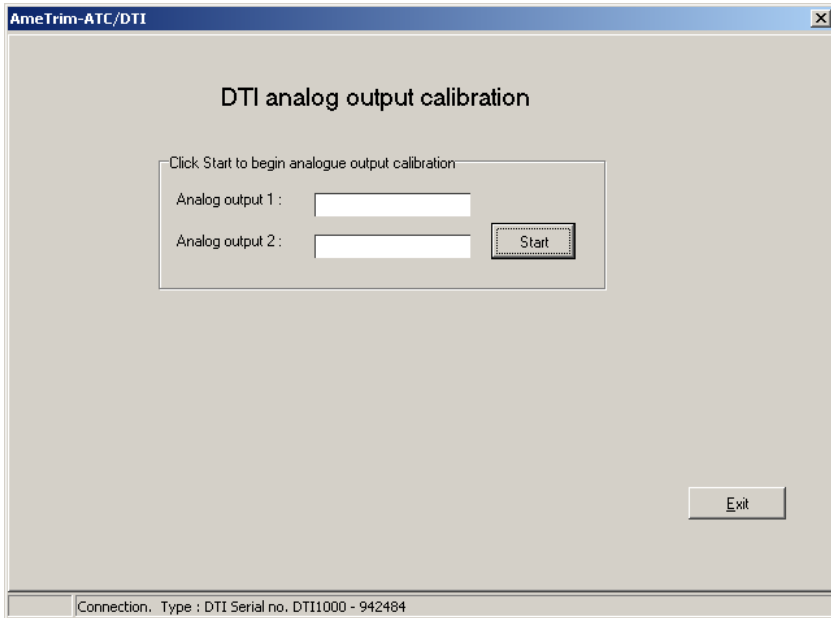 AmeTrim-ATC/DTI
DTI analog output calibration
Click Start to begin analogue output calibration
Analog output 1 :
Analog output 2 :
Start
Exit
Connection. Type : DTI Serial no. DTI1000 - 942484